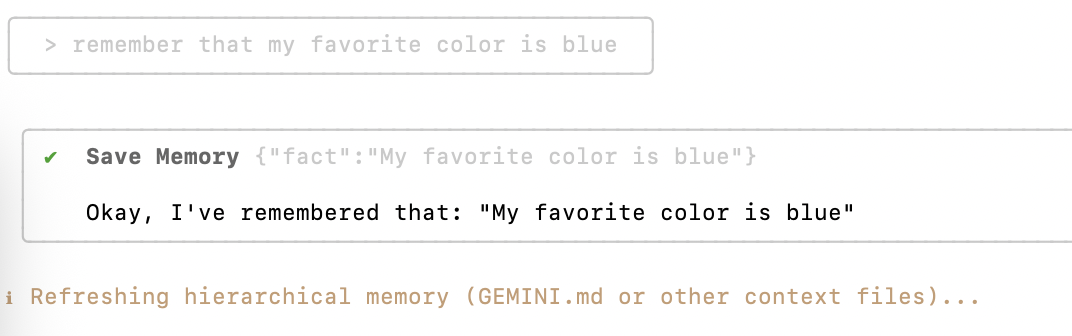 > remember that my favorite color is blue
✔ Save Memory {"fact":"My favorite color is blue"}
Okay, I've remembered that: "My favorite color is blue"
ℹ Refreshing hierarchical memory (GEMINI.md or other context files)...